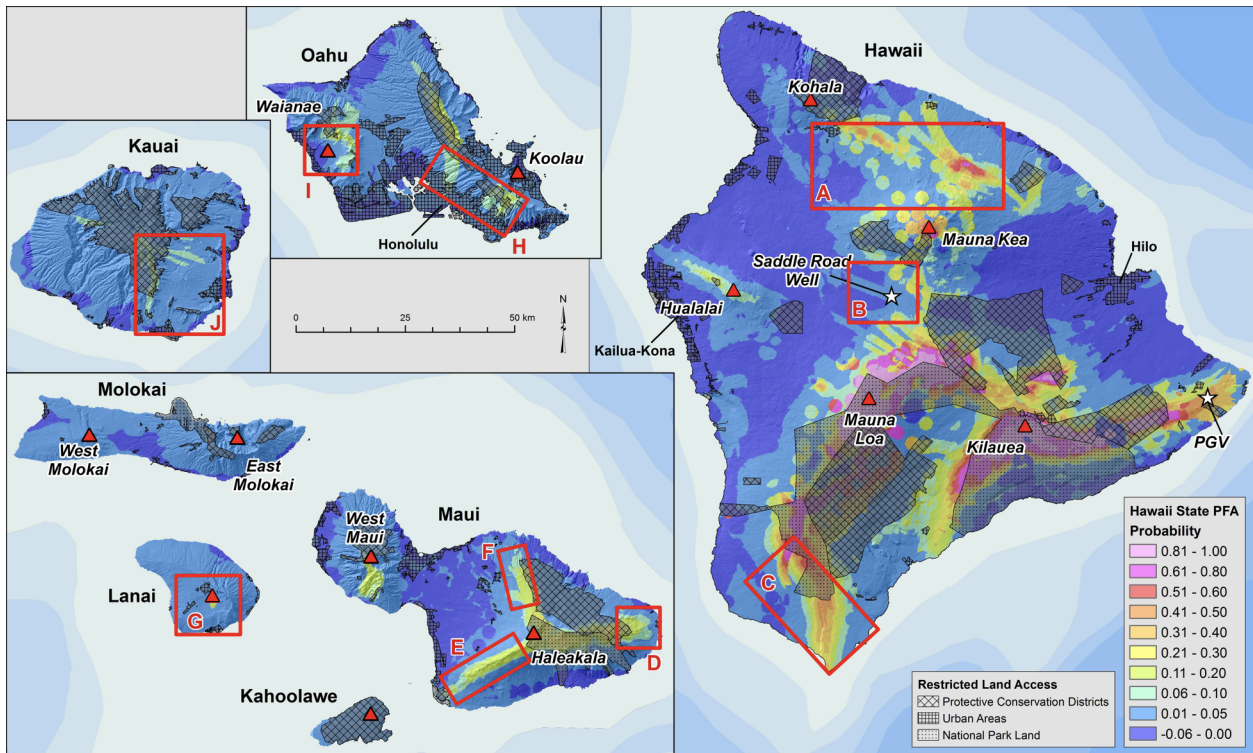 Oahu
Waianae
Koolau
I
Honolulu
H
Kauai
J
N
0
25
50 km
Hawaii
Kohala
A
Mauna Kea
Saddle Road
Well
Hilo
B
Hualalai
Kailua-Kona
Mauna
Loa
Kilauea
PGV
C
Molokai
West
Molokai
East
Molokai
Maui
West
Maui
F
Lanai
G
E
D
Haleakala
Kahoolawe
Restricted Land Access
Protective Conservation Districts
Urban Areas
National Park Land
Hawaii State PFA
Probability
0.81 - 1.00
0.61 - 0.80
0.51 - 0.60
0.41 - 0.50
0.31 - 0.40
0.21 - 0.30
0.11 - 0.20
0.06 - 0.10
0.01 - 0.05
-0.06 - 0.00